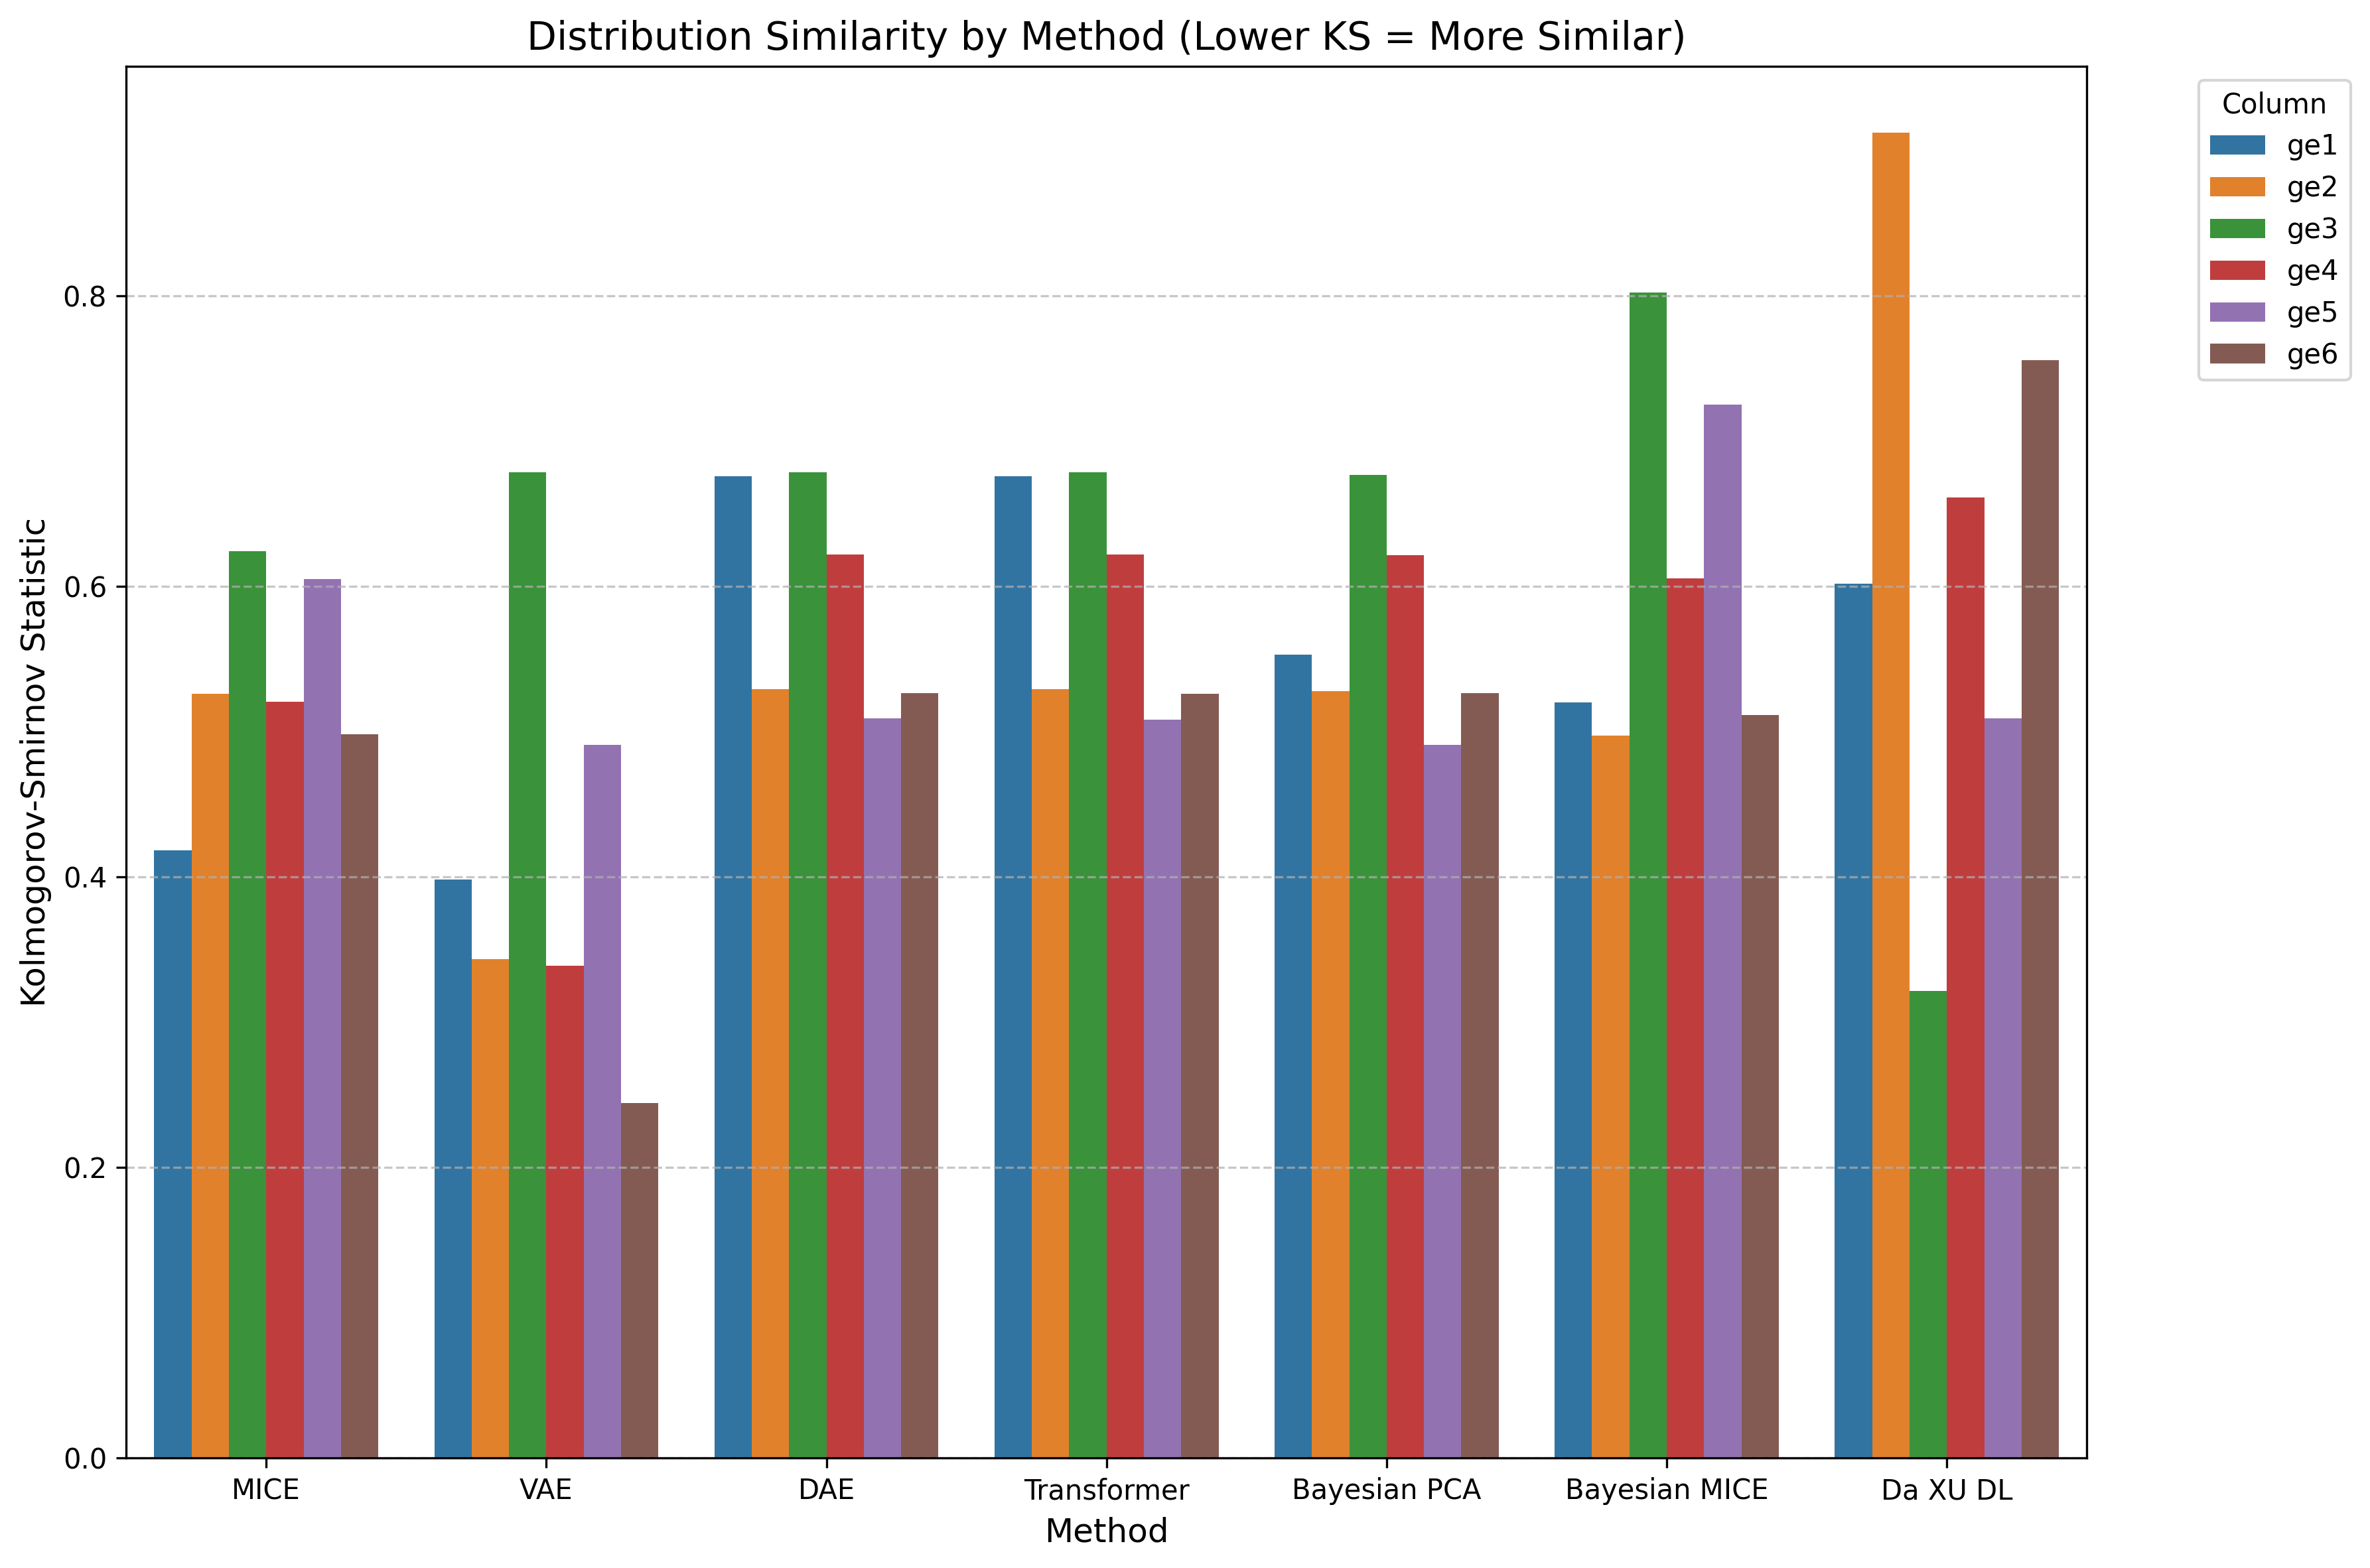 Distribution Similarity by Method (Lower KS = More Similar)
Kolmogorov-Smirnov Statistic
0.8
0.6
0.4
0.2
0.0
MICE VAE DAE Transformer Bayesian PCA Bayesian MICE Da XU DL
Method
Column
ge1
ge2
ge3
ge4
ge5
ge6